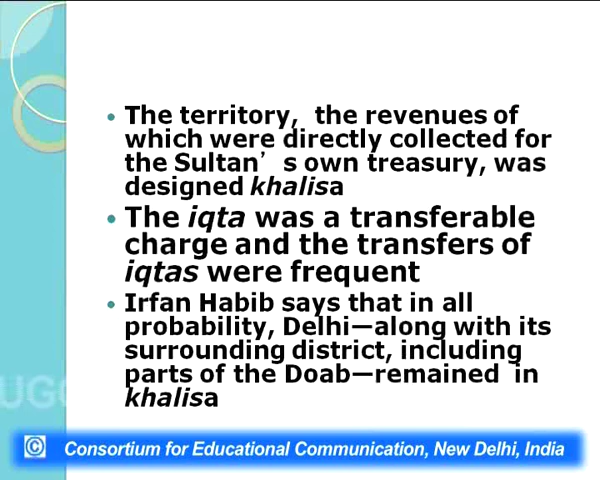 • The territory, the revenues of
which were directly collected for
the Sultan’ s own treasury, was
designed khalisa
• The iqta was a transferable
charge and the transfers of
iqtas were frequent
• Irfan Habib says that in all
probability, Delhi—along with its
surrounding district, including
parts of the Doab—remained in
khalisa
UGC
© Consortium for Educational Communication, New Delhi, India